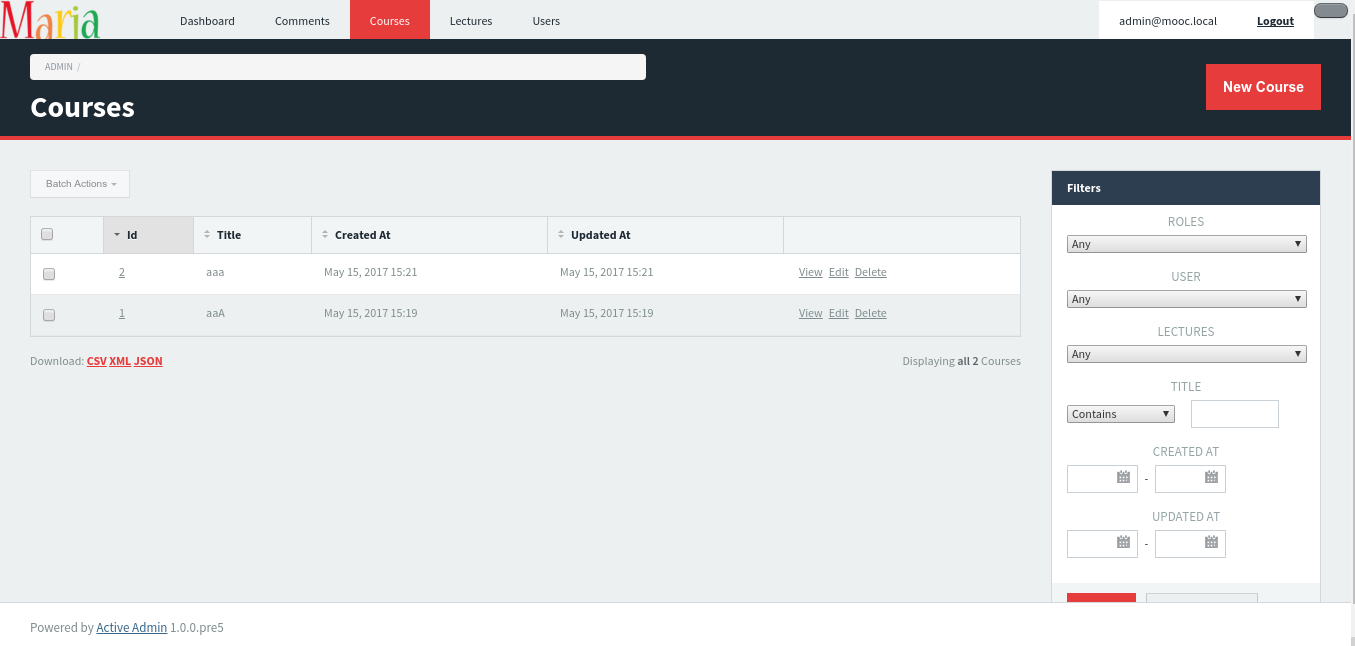 Maria Dashboard Comments Courses Lectures Users admin@mooc.local Logout
ADMIN /
Courses
New Course
Batch Actions
Id Title Created At Updated At
2 aaa May 15, 2017 15:21 May 15, 2017 15:21 View Edit Delete
1 aaA May 15, 2017 15:19 May 15, 2017 15:19 View Edit Delete
Download: CSV XML JSON Displaying all 2 Courses
Filters
ROLES
Any
USER
Any
LECTURES
Any
TITLE
Contains
CREATED AT
-
UPDATED AT
-
Powered by Active Admin 1.0.0.pre5